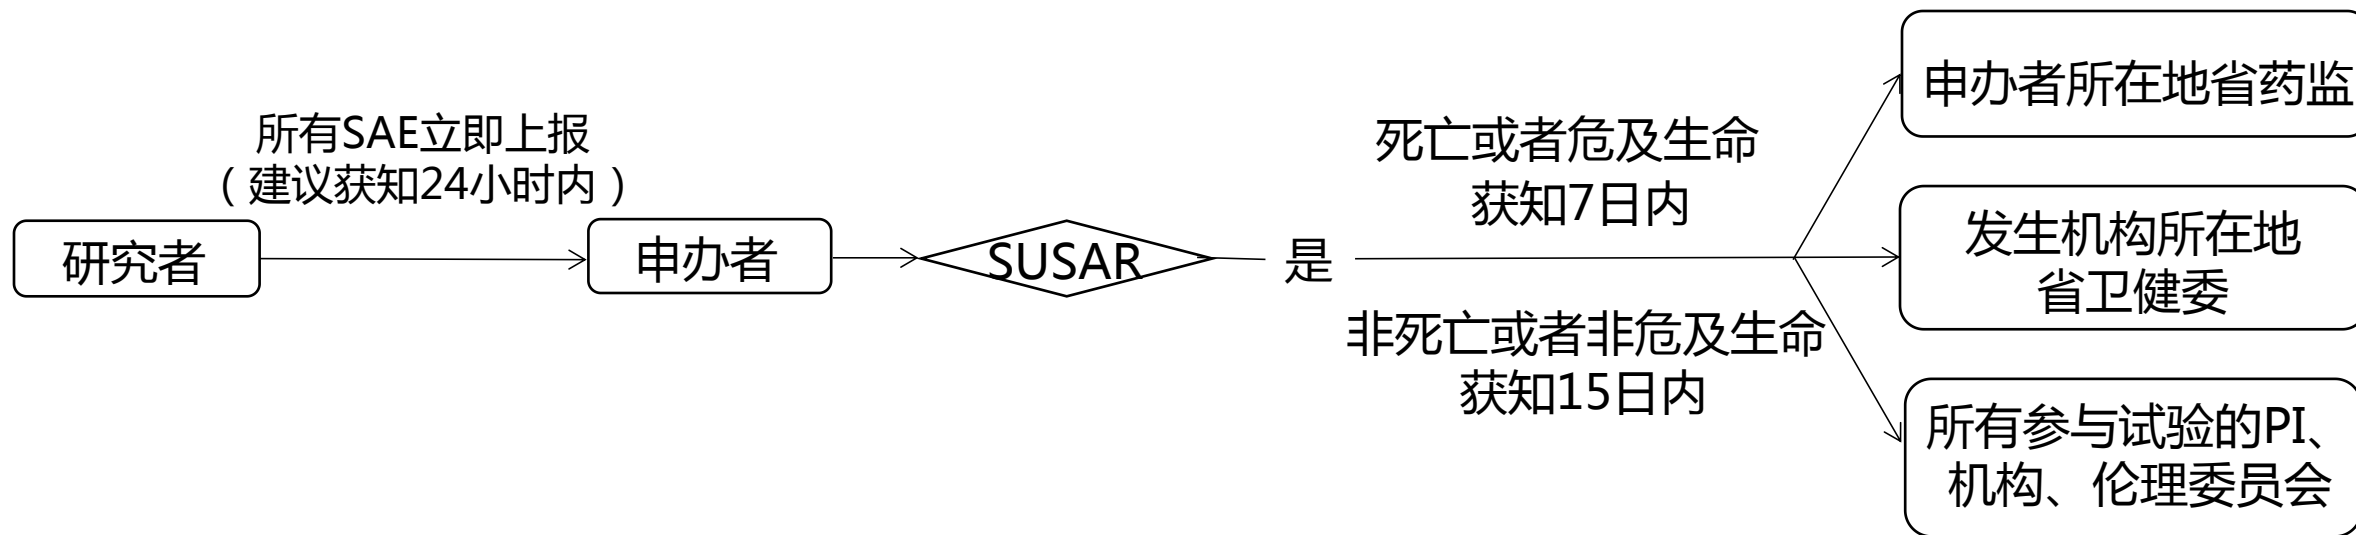 所有SAE立即上报
（建议获知24小时内）
研究者
申办者
SUSAR
是
死亡或者危及生命
获知7日内
非死亡或者非危及生命
获知15日内
申办者所在地省药监
发生机构所在地
省卫健委
所有参与试验的PI、
机构、伦理委员会